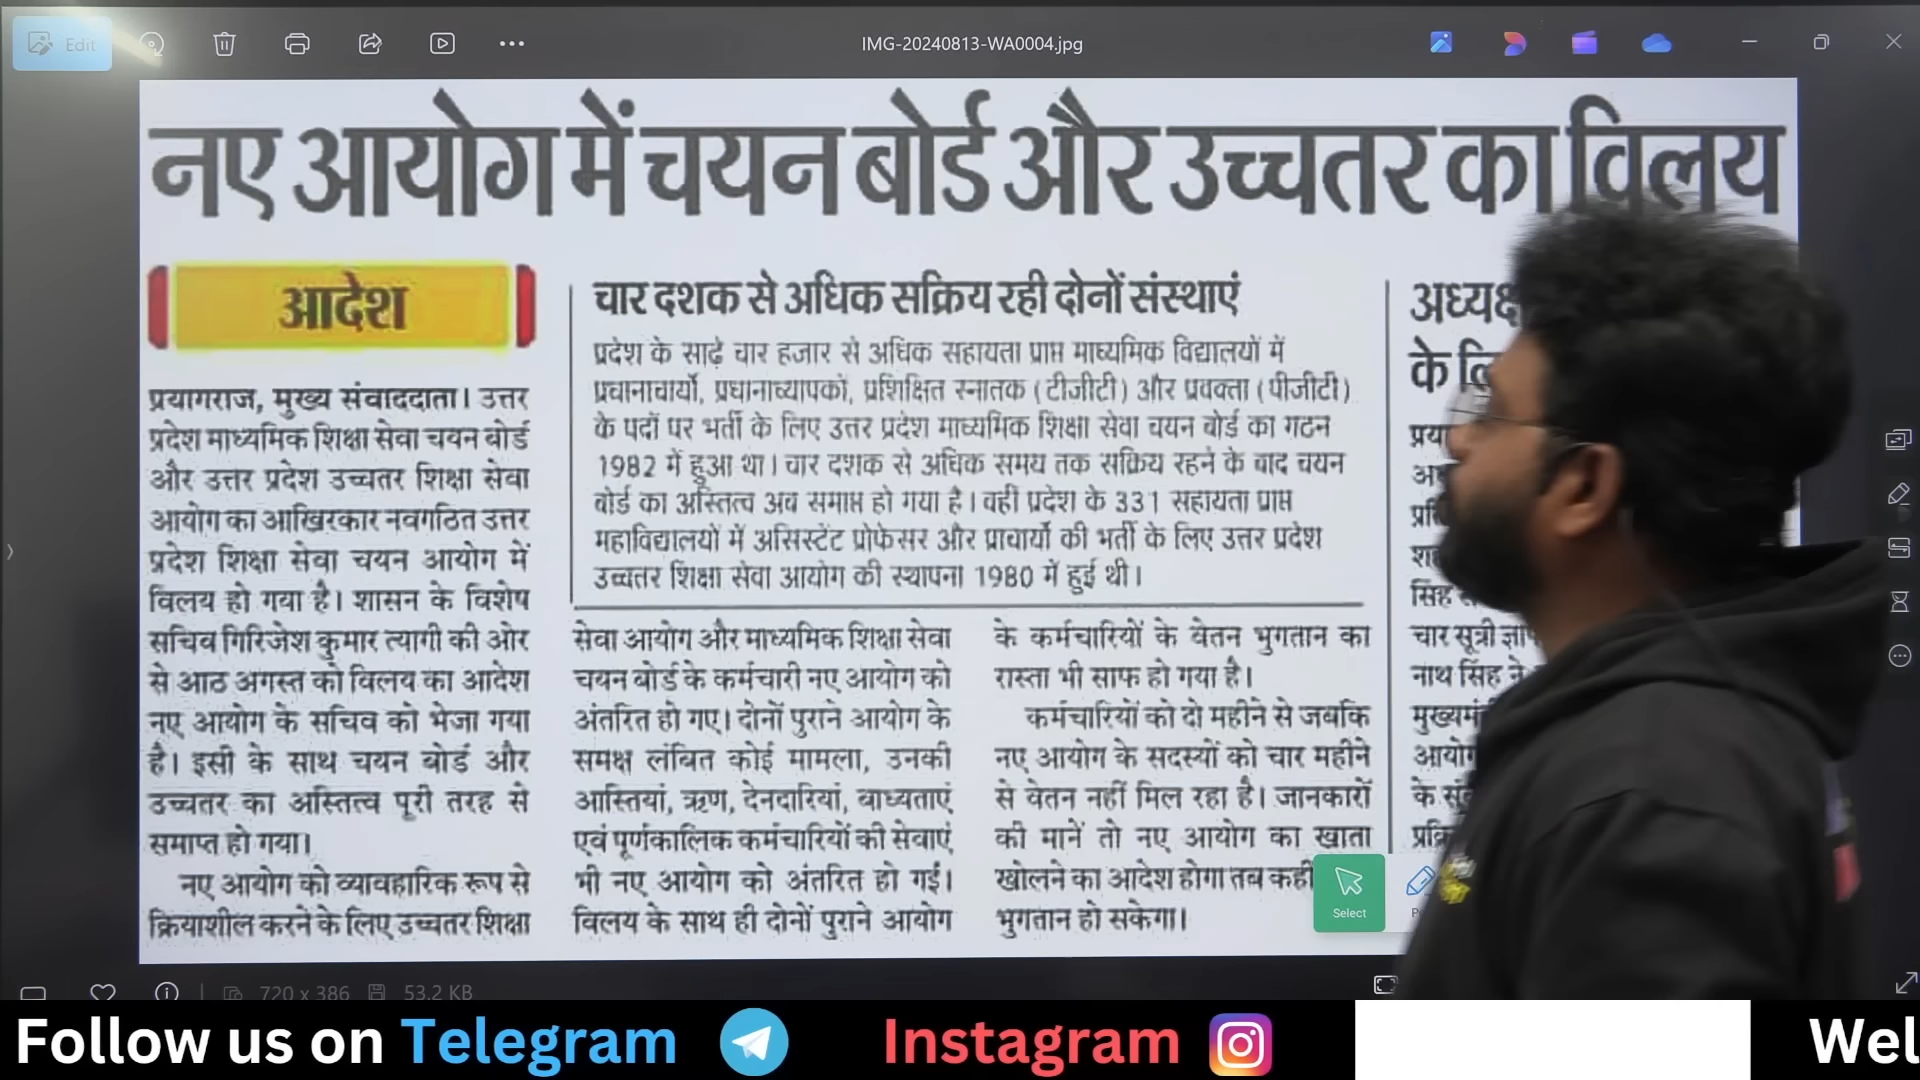 Edit
IMG-20240813-WA0004.jpg
नए आयोग में चयन बोर्ड और उच्चतर का विलय
आदेश
प्रयागराज, मुख्य संवाददाता। उत्तर
प्रदेश माध्यमिक शिक्षा सेवा चयन बोर्ड
और उत्तर प्रदेश उच्चतर शिक्षा सेवा
आयोग का आखिरकार नवगठित उत्तर
प्रदेश शिक्षा सेवा चयन आयोग में
विलय हो गया है। शासन के विशेष
सचिव गिरिजेश कुमार त्यागी की ओर
से आठ अगस्त को विलय का आदेश
नए आयोग के सचिव को भेजा गया
है। इसी के साथ चयन बोर्ड और
उच्चतर का अस्तित्व पूरी तरह से
समाप्त हो गया।
नए आयोग को व्यावहारिक रूप से
क्रियाशील करने के लिए उच्चतर शिक्षा
चार दशक से अधिक सक्रिय रही दोनों संस्थाएं
प्रदेश के साढ़े चार हजार से अधिक सहायता प्राप्त माध्यमिक विद्यालयों में
प्रधानाचार्यों, प्रधानाध्यापकों, प्रशिक्षित स्नातक (टीजीटी) और प्रवक्ता (पीजीटी)
के पदों पर भर्ती के लिए उत्तर प्रदेश माध्यमिक शिक्षा सेवा चयन बोर्ड का गठन
1982 में हुआ था। चार दशक से अधिक समय तक सक्रिय रहने के बाद चयन
बोर्ड का अस्तित्व अब समाप्त हो गया है। वहीं प्रदेश के 331 सहायता प्राप्त
महाविद्यालयों में असिस्टेंट प्रोफेसर और प्राचार्यों की भर्ती के लिए उत्तर प्रदेश
उच्चतर शिक्षा सेवा आयोग की स्थापना 1980 में हुई थी।
सेवा आयोग और माध्यमिक शिक्षा सेवा
चयन बोर्ड के कर्मचारी नए आयोग को
अंतरित हो गए। दोनों पुराने आयोग के
समक्ष लंबित कोई मामला, उनकी
आस्तियां, ऋण, देनदारियां, बाध्यताएं
एवं पूर्णकालिक कर्मचारियों की सेवाएं
भी नए आयोग को अंतरित हो गईं।
विलय के साथ ही दोनों पुराने आयोग
के कर्मचारियों के वेतन भुगतान का
रास्ता भी साफ हो गया है।
कर्मचारियों को दो महीने से जबकि
नए आयोग के सदस्यों को चार महीने
से वेतन नहीं मिल रहा है। जानकारों
की मानें तो नए आयोग का खाता
खोलने का आदेश होगा तब कहीं
भुगतान हो सकेगा।
के
सिंह
चार सूत्री
नाथ सिंह ने
आयोग
के
Select
720 x 386
53.2 KB
Follow us on Telegram
Instagram
Wel